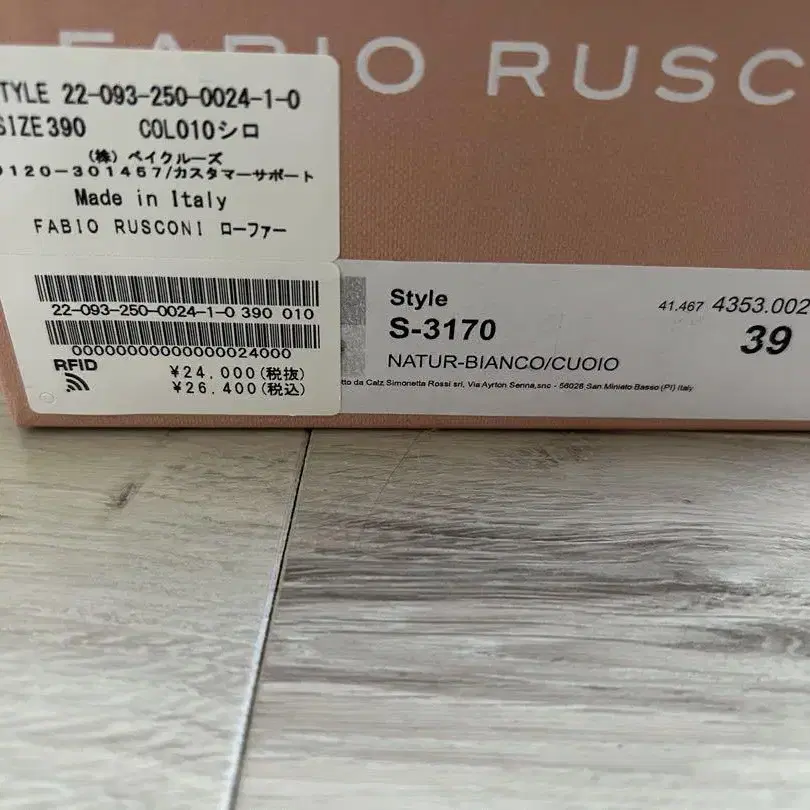 FABIO RUSC
TYLE 22-093-250-0024-1-0
SIZE390 COL010シロ
(株) ベイクルーズ
0120-301457/カスタマーサポート
Made in Italy
FABIO RUSCONI ローファー
22-093-250-0024-1-0 390 010
00000000000000024000
RFID
¥24,000(税抜)
¥26,400(税込)
Style
S-3170
NATUR-BIANCO/CUOIO
41.467 4353.002
39
tto da Calz. Simonetta Rossi srl, Via Ayrton Senna,snc - 56028 San Miniato Basso (PI) Italy